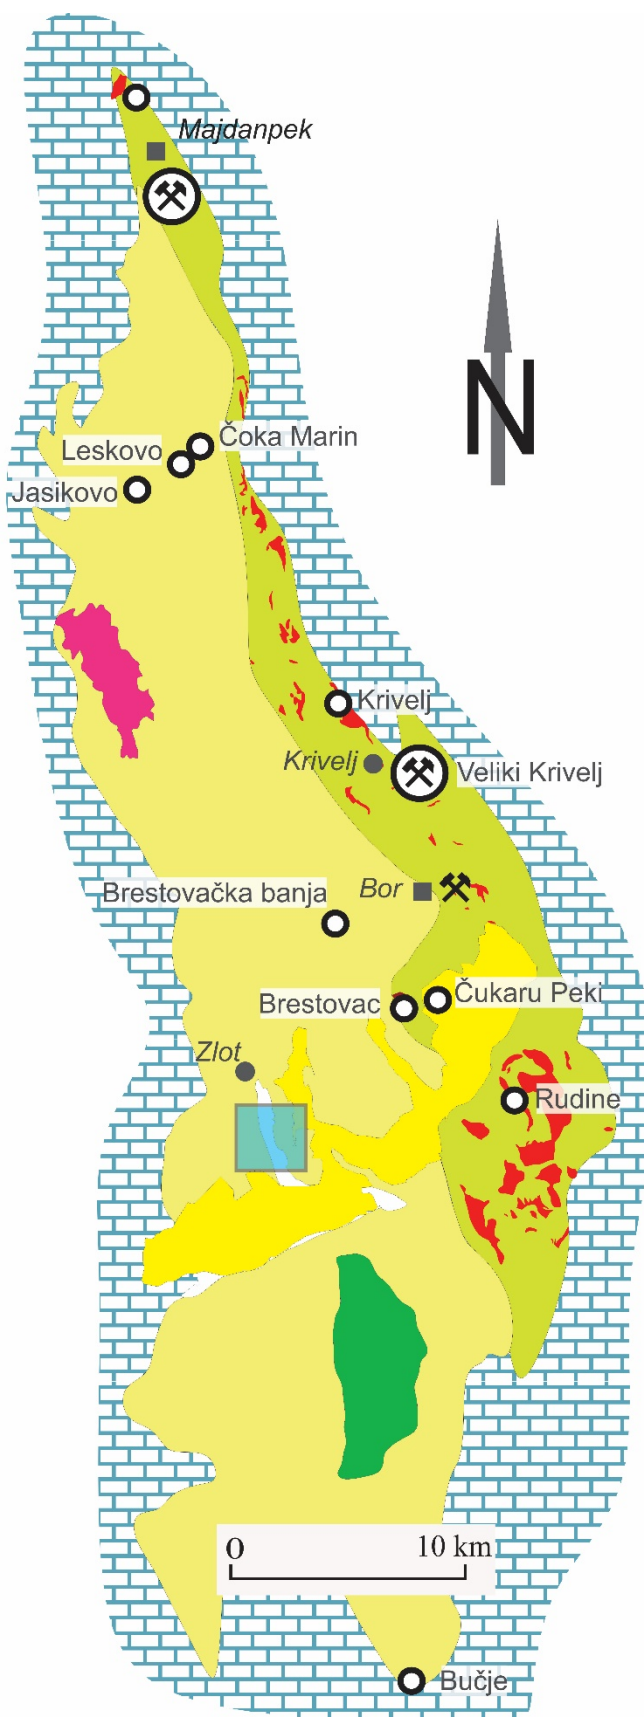 Majdanpek
N
Čoka Marin
Leskovo
Jasikovo
Krivelj
Krivelj
Veliki Krivelj
Bor
Brestovačka banja
Čukaru Peki
Brestovac
Zlot
Rudine
0 10 km
Bučje